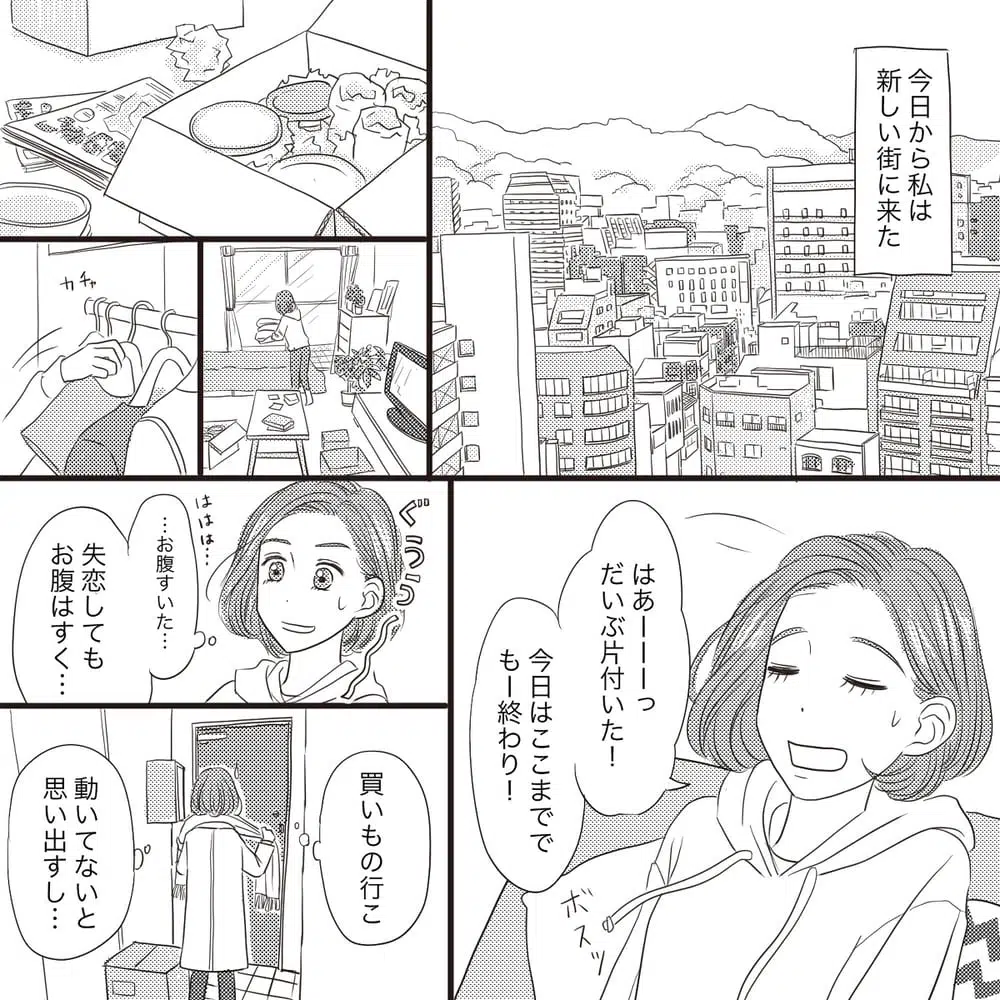 今日から私は
新しい街に来た
カチャ
はあーーーっ
だいぶ片付いた！
今日はここまでで
もー終わり！
ボスッ
ぐううう
…お腹すいた…
ははは…
失恋しても
お腹はすく…
買いもの行こ
動いてないと
思い出すし…